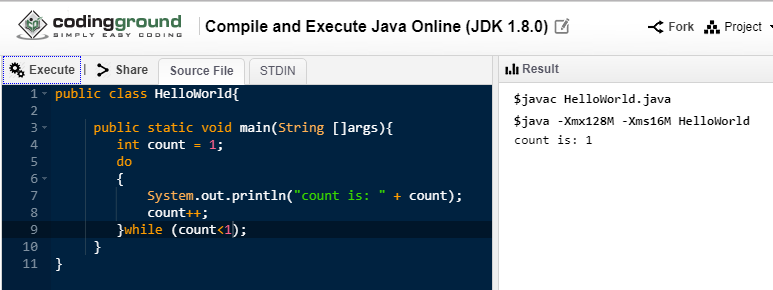 codingground
SIMPLY EASY CODING
Compile and Execute Java Online (JDK 1.8.0)
Fork
Project
Execute | Share
Source File
STDIN
1 public class HelloWorld{
2
3 public static void main(String []args){
4 int count = 1;
5 do
6 {
7 System.out.println("count is: " + count);
8 count++;
9 }while (count<1);
10 }
11 }
Result
$javac HelloWorld.java
$java -Xmx128M -Xms16M HelloWorld
count is: 1